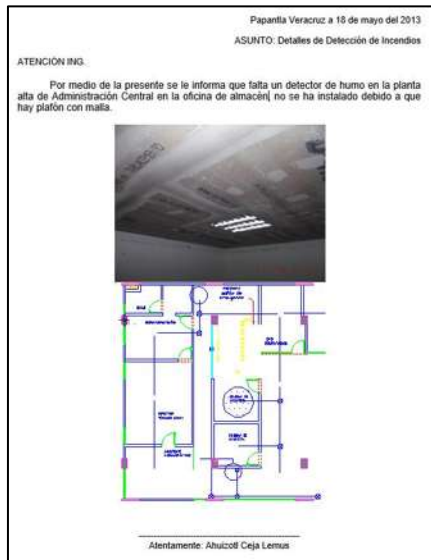 Papantla Veracruz a 18 de mayo del 2013
ASUNTO: Detalles de Detección de Incendios
ATENCIÓN ING.
Por medio de la presente se le informa que falta un detector de humo en la planta
alta de Administración Central en la oficina de almacén no se ha instalado debido a que
hay plafón con malla.
Atentamente: Ahuizotl Ceja Lemus